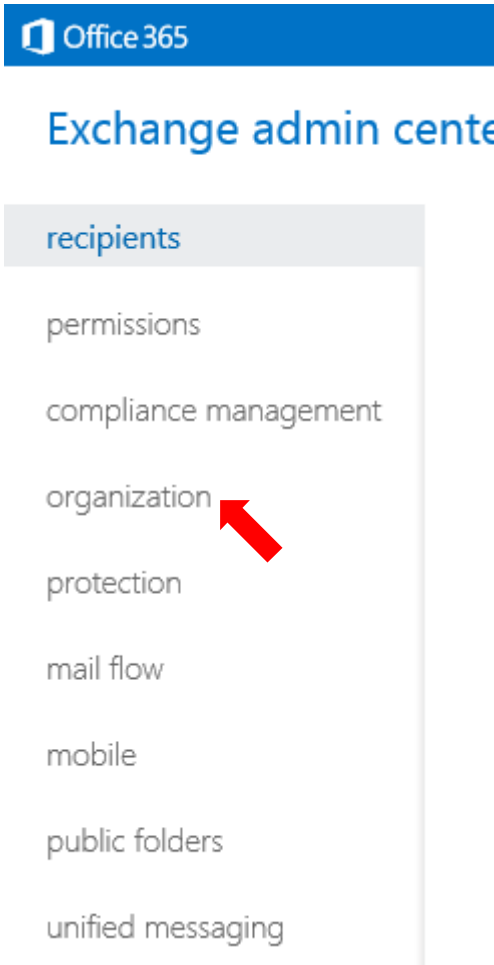 Office 365
Exchange admin cente
recipients
permissions
compliance management
organization
protection
mail flow
mobile
public folders
unified messaging